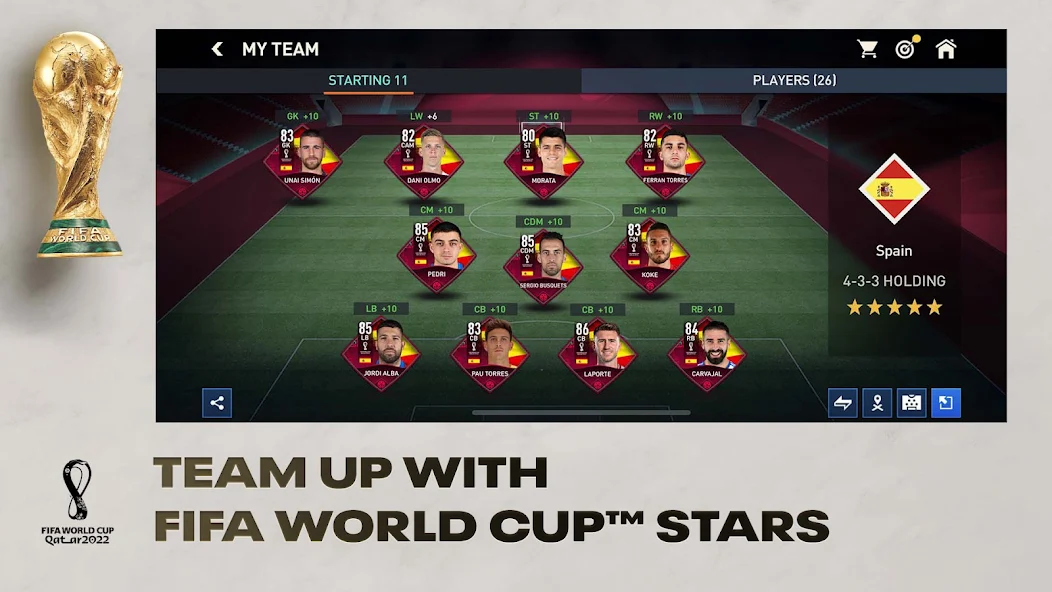 MY TEAM
STARTING 11
PLAYERS (26)
GK +10
LW +6
ST +10
RW +10
83
GK
UNAI SIMÓN
82
CAM
DANI OLMO
80
ST
MORATA
82
RW
FERRAN TORRES
CM +10
CDM +10
CM +10
85
CM
PEDRI
85
CDM
SERGIO BUSQUETS
83
CM
KOKE
LB +10
CB +10
CB +10
RB +10
85
LB
JORDI ALBA
83
CB
PAU TORRES
86
CB
LAPORTE
84
RB
CARVAJAL
Spain
4-3-3 HOLDING
FIFA
WORLD CUP
TEAM UP WITH
FIFA WORLD CUP™ STARS
FIFA WORLD CUP
Qatar2022